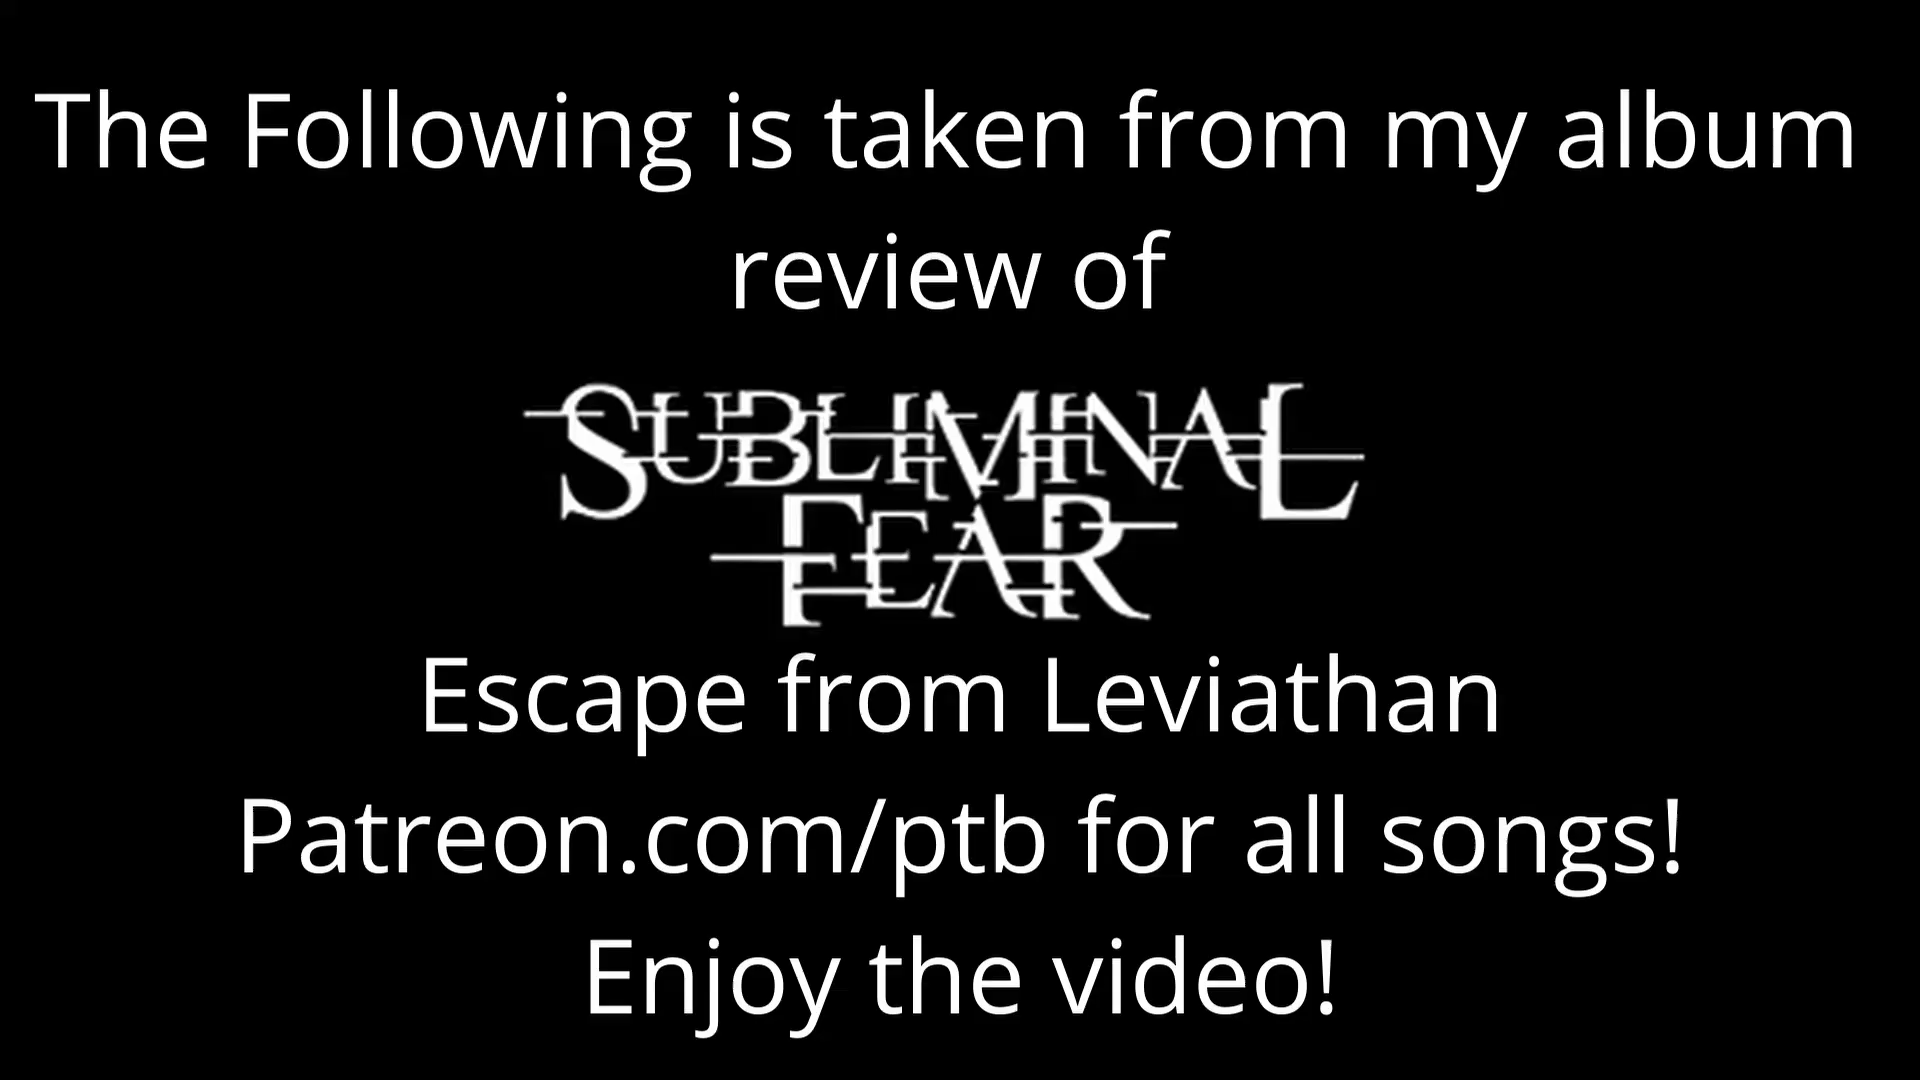 The Following is taken from my album
review of
SUBLIMINAL
FEAR
Escape from Leviathan
Patreon.com/ptb for all songs!
Enjoy the video!